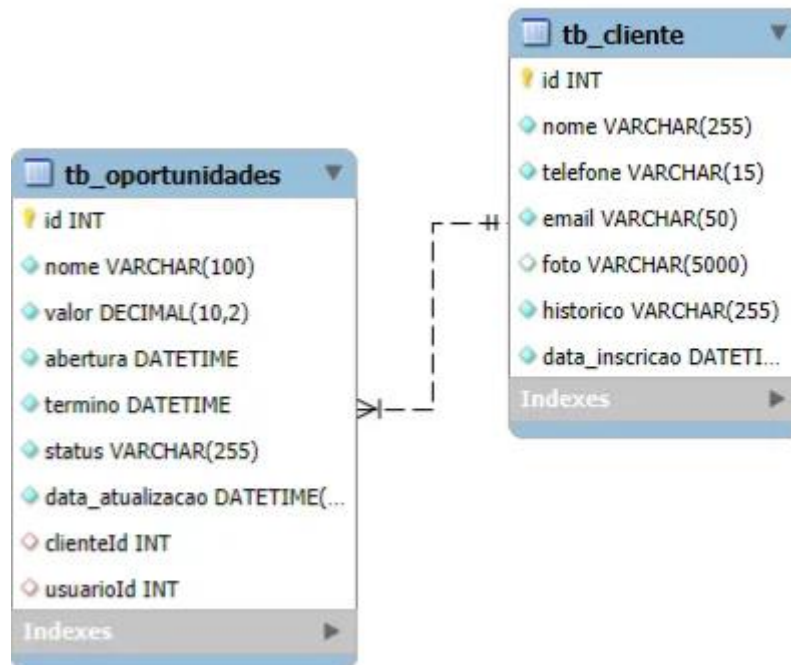 tb_cliente
id INT
nome VARCHAR(255)
telefone VARCHAR(15)
email VARCHAR(50)
foto VARCHAR(5000)
historico VARCHAR(255)
data_inscricao DATETI...
Indexes
tb_oportunidades
id INT
nome VARCHAR(100)
valor DECIMAL(10,2)
abertura DATETIME
termino DATETIME
status VARCHAR(255)
data_atualizacao DATETIME(...
clienteId INT
usuarioId INT
Indexes